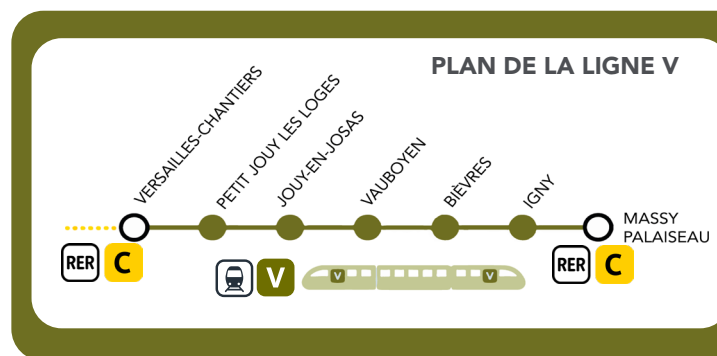 PLAN DE LA LIGNE V
VERSAILLES-CHANTIERS
PETIT JOUY LES LOGES
JOUY-EN-JOSAS
VAUBOYEN
BIÈVRES
IGNY
MASSY
PALAISEAU
RER C
V
V
V
RER C